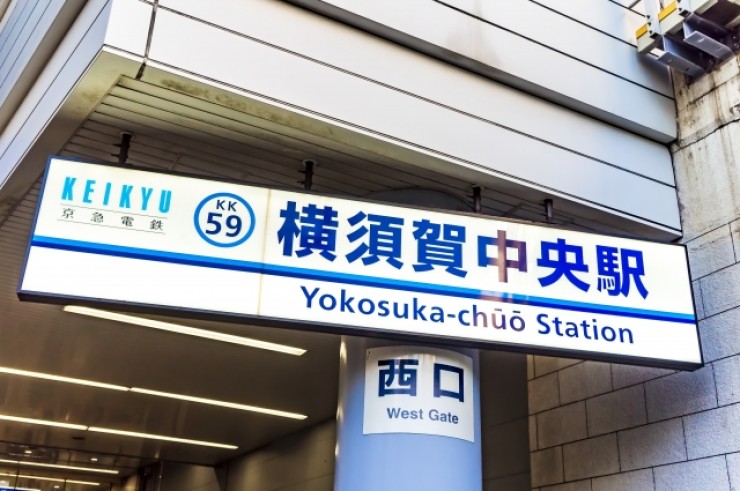 KEIKYU
京急電鉄
KK
59
横須賀中央駅
Yokosuka-chūō Station
西口
West Gate